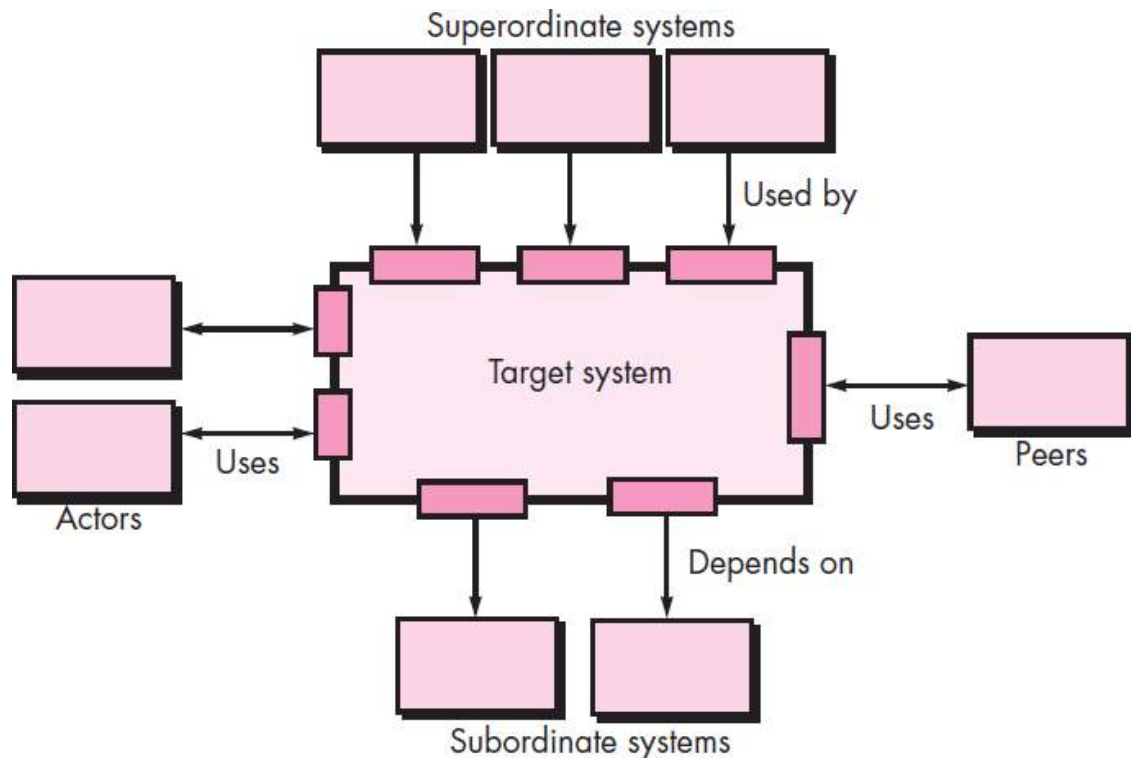 Superordinate systems
Used by
Target system
Uses
Peers
Uses
Actors
Depends on
Subordinate systems